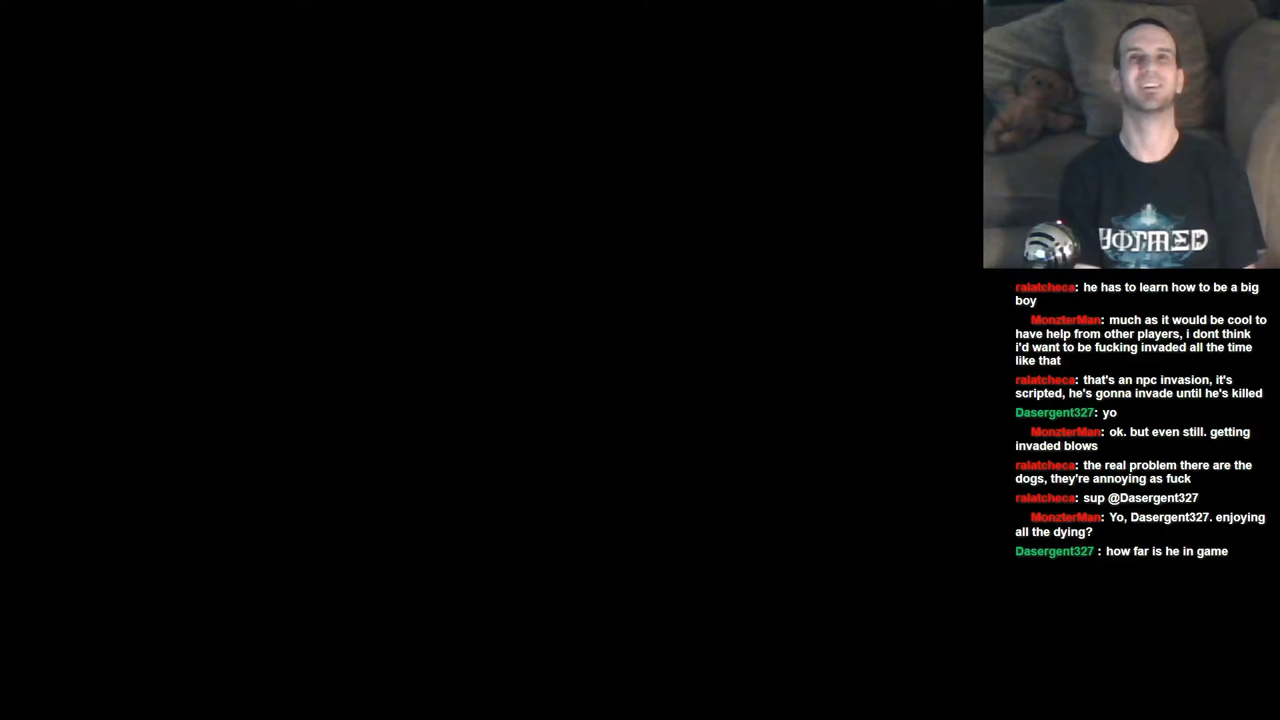 ralatcheca: he has to learn how to be a big
boy
MonzterMan: much as it would be cool to
have help from other players, i dont think
i'd want to be fucking invaded all the time
like that
ralatcheca: that's an npc invasion, it's
scripted, he's gonna invade until he's killed
Dasergent327: yo
MonzterMan: ok. but even still. getting
invaded blows
ralatcheca: the real problem there are the
dogs, they're annoying as fuck
ralatcheca: sup @Dasergent327
MonzterMan: Yo, Dasergent327. enjoying
all the dying?
Dasergent327 : how far is he in game